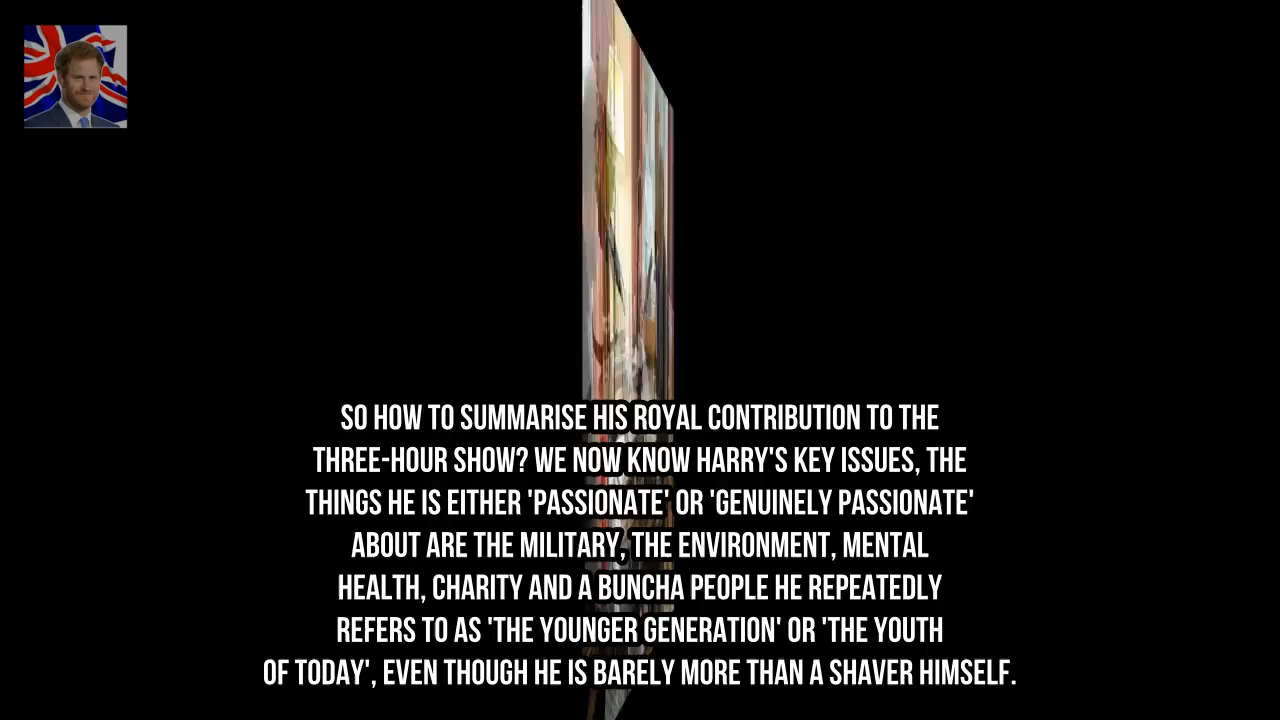 SO HOW TO SUMMARISE HIS ROYAL CONTRIBUTION TO THE
THREE-HOUR SHOW? WE NOW KNOW HARRY'S KEY ISSUES, THE
THINGS HE IS EITHER 'PASSIONATE' OR 'GENUINELY PASSIONATE'
ABOUT ARE THE MILITARY, THE ENVIRONMENT, MENTAL
HEALTH, CHARITY AND A BUNCHA PEOPLE HE REPEATEDLY
REFERS TO AS 'THE YOUNGER GENERATION' OR 'THE YOUTH
OF TODAY', EVEN THOUGH HE IS BARELY MORE THAN A SHAVER HIMSELF.